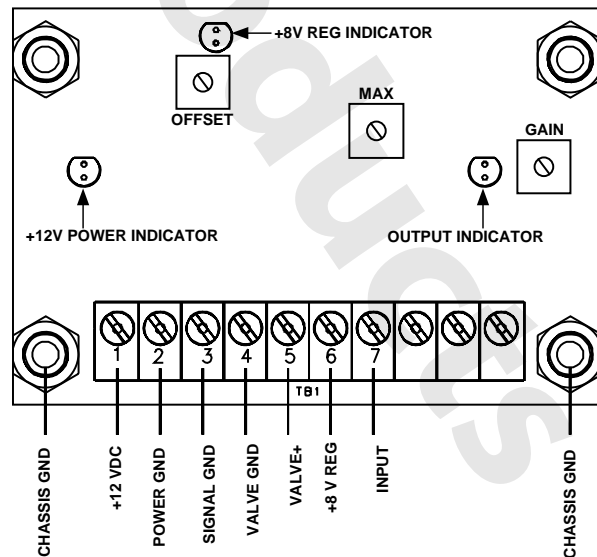 +8V REG INDICATOR
OFFSET
MAX
GAIN
+12V POWER INDICATOR
OUTPUT INDICATOR
1 2 3 4 5 6 7
TB1
CHASSIS GND
+12 VDC
POWER GND
SIGNAL GND
VALVE GND
VALVE+
+8 V REG
INPUT
CHASSIS GND